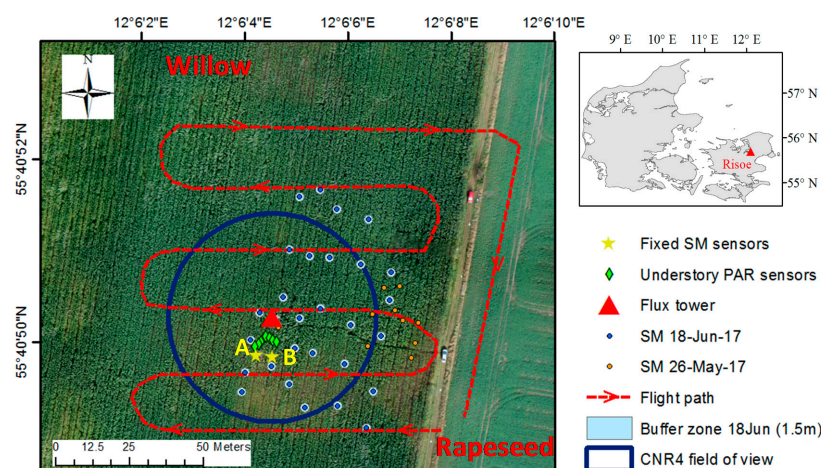 12°6'2"E 12°6'4"E 12°6'6"E 12°6'8"E 12°6'10"E
55°40'52"N
55°40'50"N
N
Willow
A
B
Rapeseed
0 12.5 25 50 Meters
9° E 10° E 11° E 12° E
57° N
56° N
55° N
Risoe
Fixed SM sensors
Understory PAR sensors
Flux tower
SM 18-Jun-17
SM 26-May-17
Flight path
Buffer zone 18Jun (1.5m)
CNR4 field of view